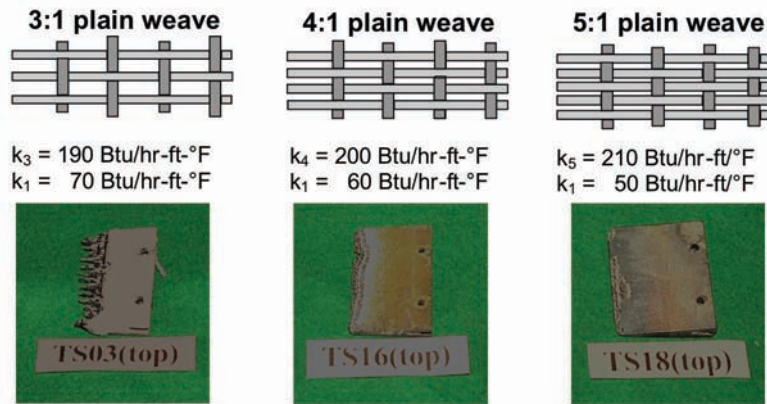 3:1 plain weave
4:1 plain weave
5:1 plain weave
k₃ = 190 Btu/hr-ft-°F
k₁ = 70 Btu/hr-ft-°F
k₄ = 200 Btu/hr-ft-°F
k₁ = 60 Btu/hr-ft-°F
k₅ = 210 Btu/hr-ft/°F
k₁ = 50 Btu/hr-ft/°F
TS03(top)
TS16(top)
TS18(top)